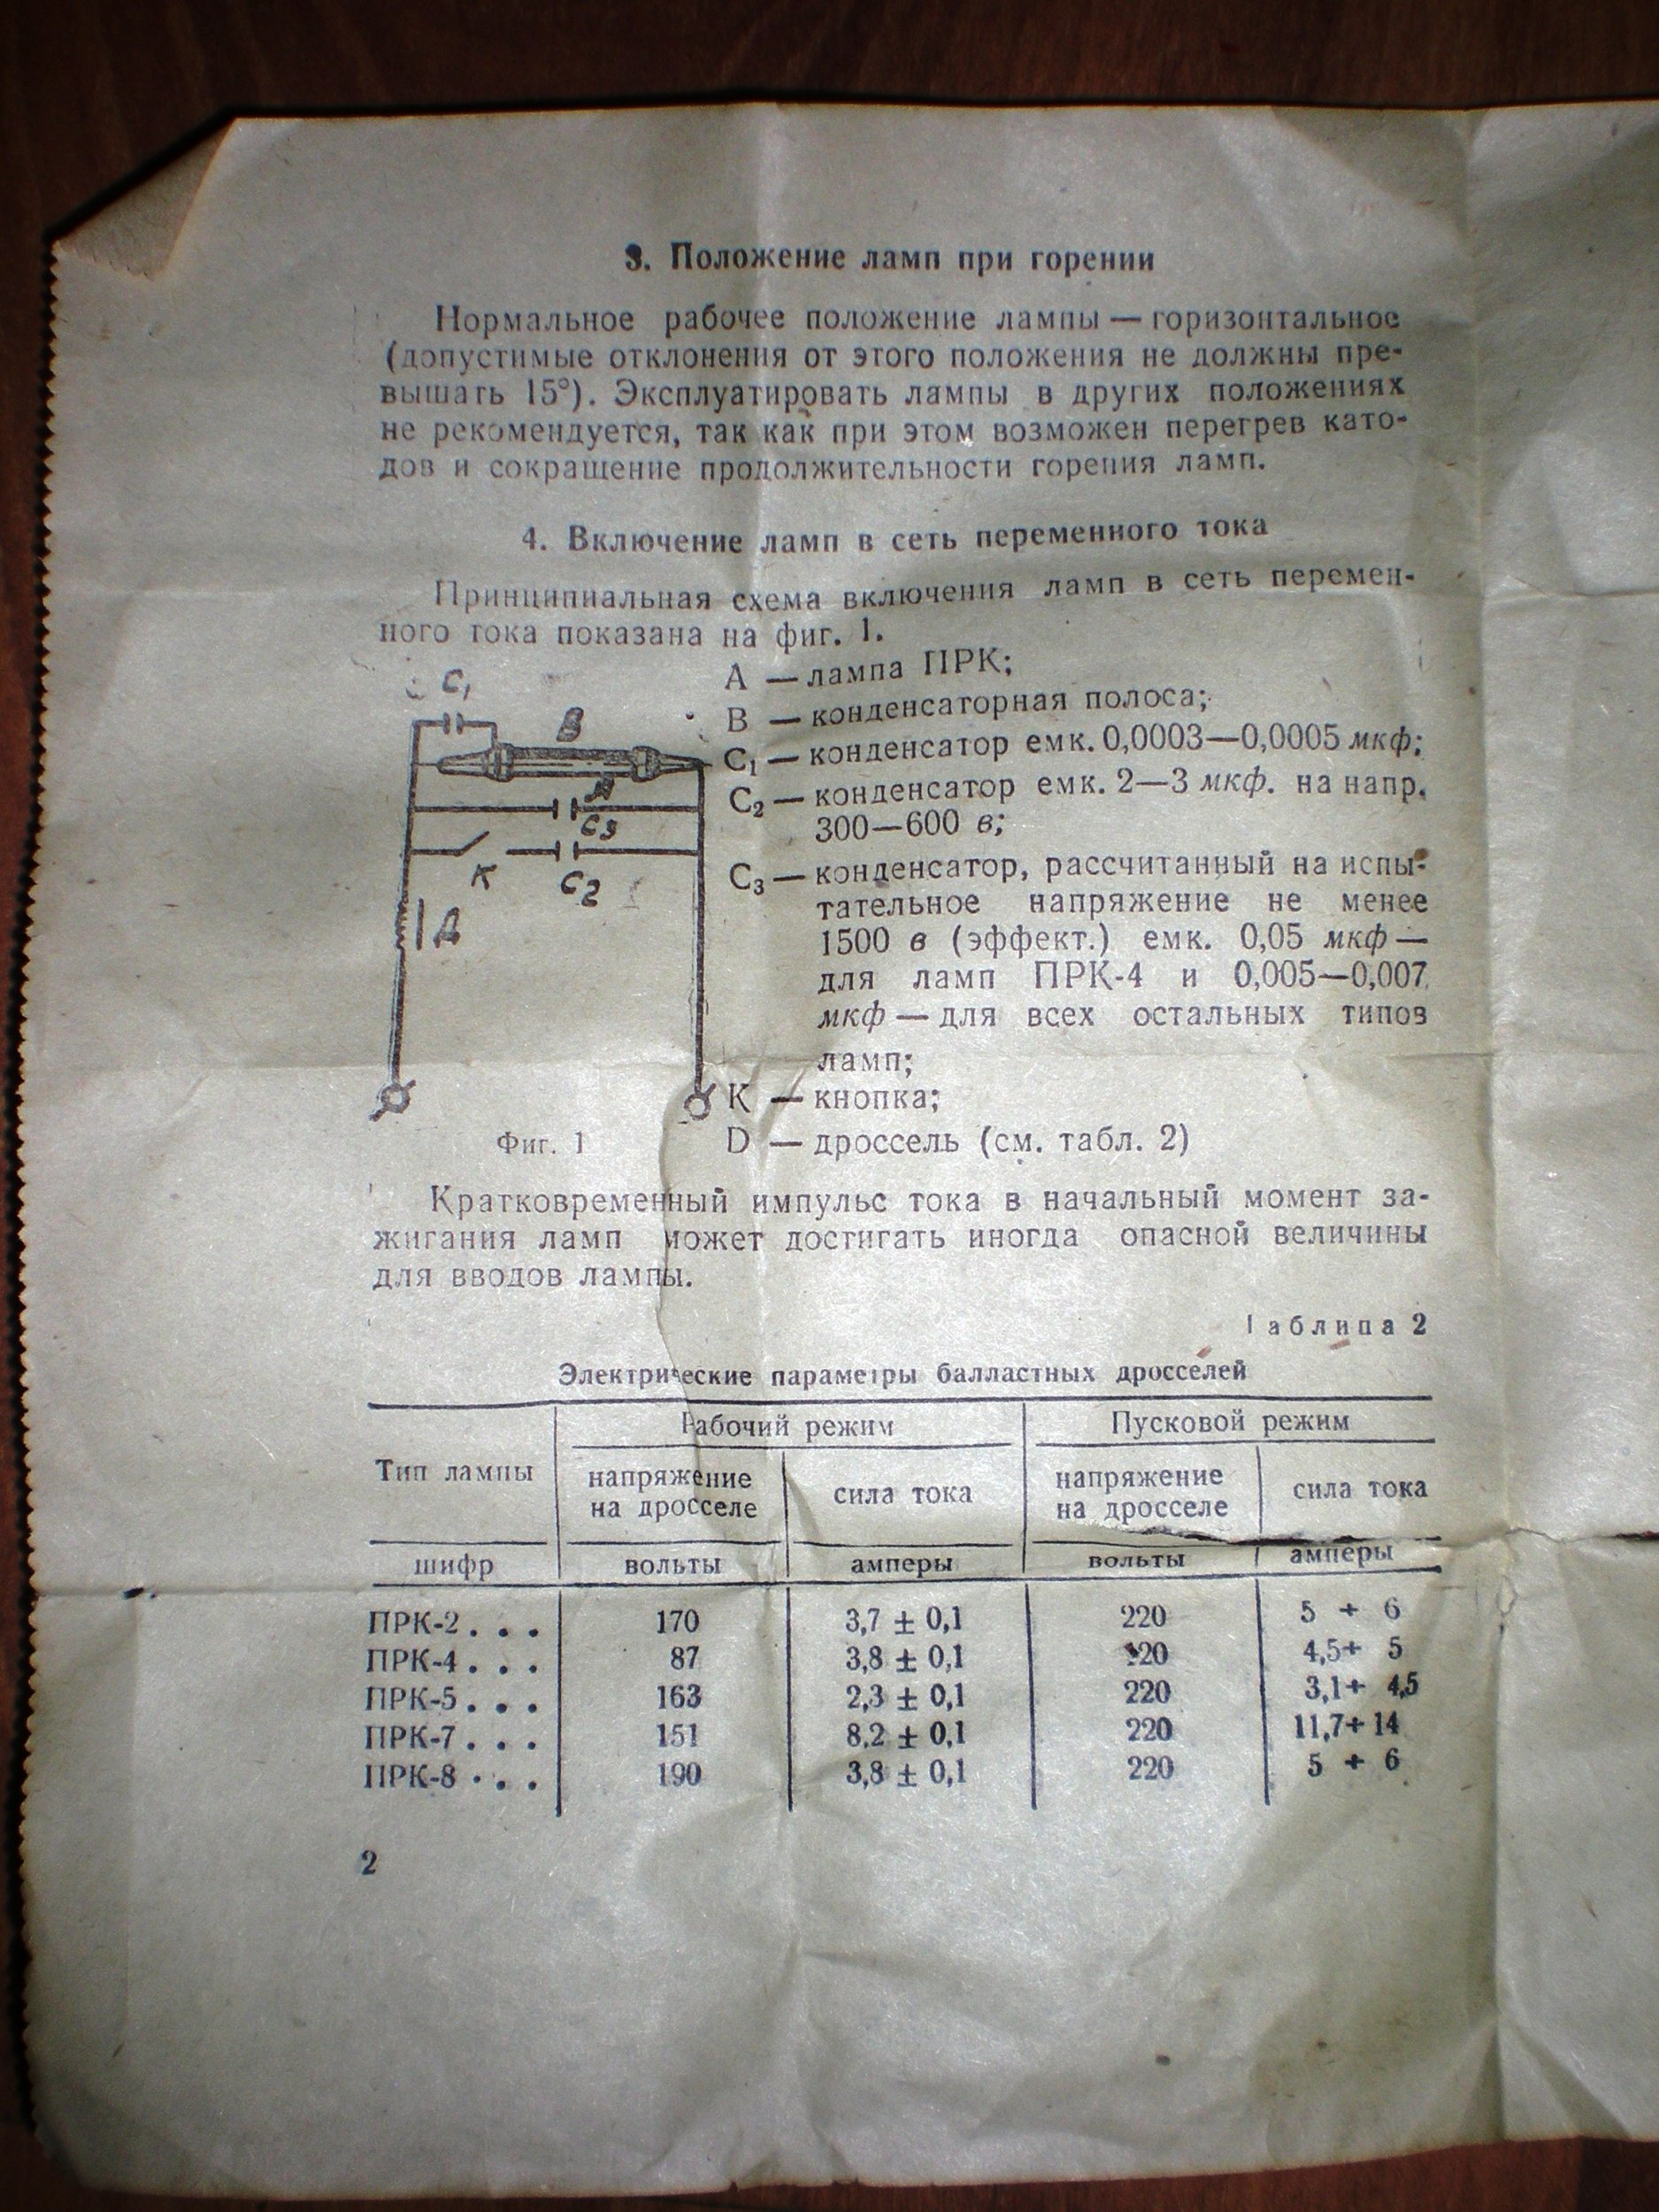 3. Положение ламп при горении
Нормальное рабочее положение лампы — горизонтальное
(допустимые отклонения от этого положения не должны пре-
вышать 15°). Эксплуатировать лампы в других положениях
не рекомендуется, так как при этом возможен перегрев като-
дов и сокращение продолжительности горения ламп.
4. Включение ламп в сеть переменного тока
Принципиальная схема включения ламп в сеть перемен-
ного тока показана на фиг. 1.
C₁
B
A
C₃
K
C₂
Д
Фиг. 1
A — лампа ПРК;
B — конденсаторная полоса;
C₁ — конденсатор емк. 0,0003—0,0005 мкф;
C₂ — конденсатор емк. 2—3 мкф. на напр.
300—600 в;
C₃ — конденсатор, рассчитанный на испы-
тательное напряжение не менее
1500 в (эффект.) емк. 0,05 мкф —
для ламп ПРК-4 и 0,005—0,007
мкф — для всех остальных типов
ламп;
K — кнопка;
D — дроссель (см. табл. 2)
Кратковременный импульс тока в начальный момент за-
жигания ламп может достигать иногда опасной величины
для вводов лампы.
Таблица 2
Электрические параметры балластных дросселей
Тип лампы Рабочий режим Пусковой режим
напряжение на дросселе сила тока напряжение на дросселе сила тока
шифр вольты амперы вольты амперы
ПРК-2 . . . 170 3,7 ± 0,1 220 5 + 6
ПРК-4 . . . 87 3,8 ± 0,1 20 4,5+ 5
ПРК-5 . . . 163 2,3 ± 0,1 220 3,1+ 4,5
ПРК-7 . . . 151 8,2 ± 0,1 220 11,7+14
ПРК-8 . . . 190 3,8 ± 0,1 220 5 + 6
2